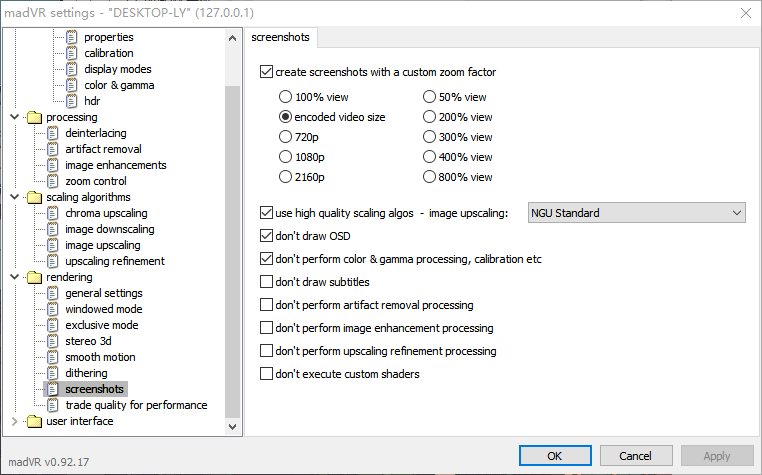 madVR settings - "DESKTOP-LY" (127.0.0.1)
properties
calibration
display modes
color & gamma
hdr
processing
deinterlacing
artifact removal
image enhancements
zoom control
scaling algorithms
chroma upscaling
image downscaling
image upscaling
upscaling refinement
rendering
general settings
windowed mode
exclusive mode
stereo 3d
smooth motion
dithering
screenshots
trade quality for performance
user interface
screenshots
create screenshots with a custom zoom factor
100% view 50% view
encoded video size 200% view
720p 300% view
1080p 400% view
2160p 800% view
use high quality scaling algos - image upscaling: NGU Standard
don't draw OSD
don't perform color & gamma processing, calibration etc
don't draw subtitles
don't perform artifact removal processing
don't perform image enhancement processing
don't perform upscaling refinement processing
don't execute custom shaders
madVR v0.92.17
OK Cancel Apply